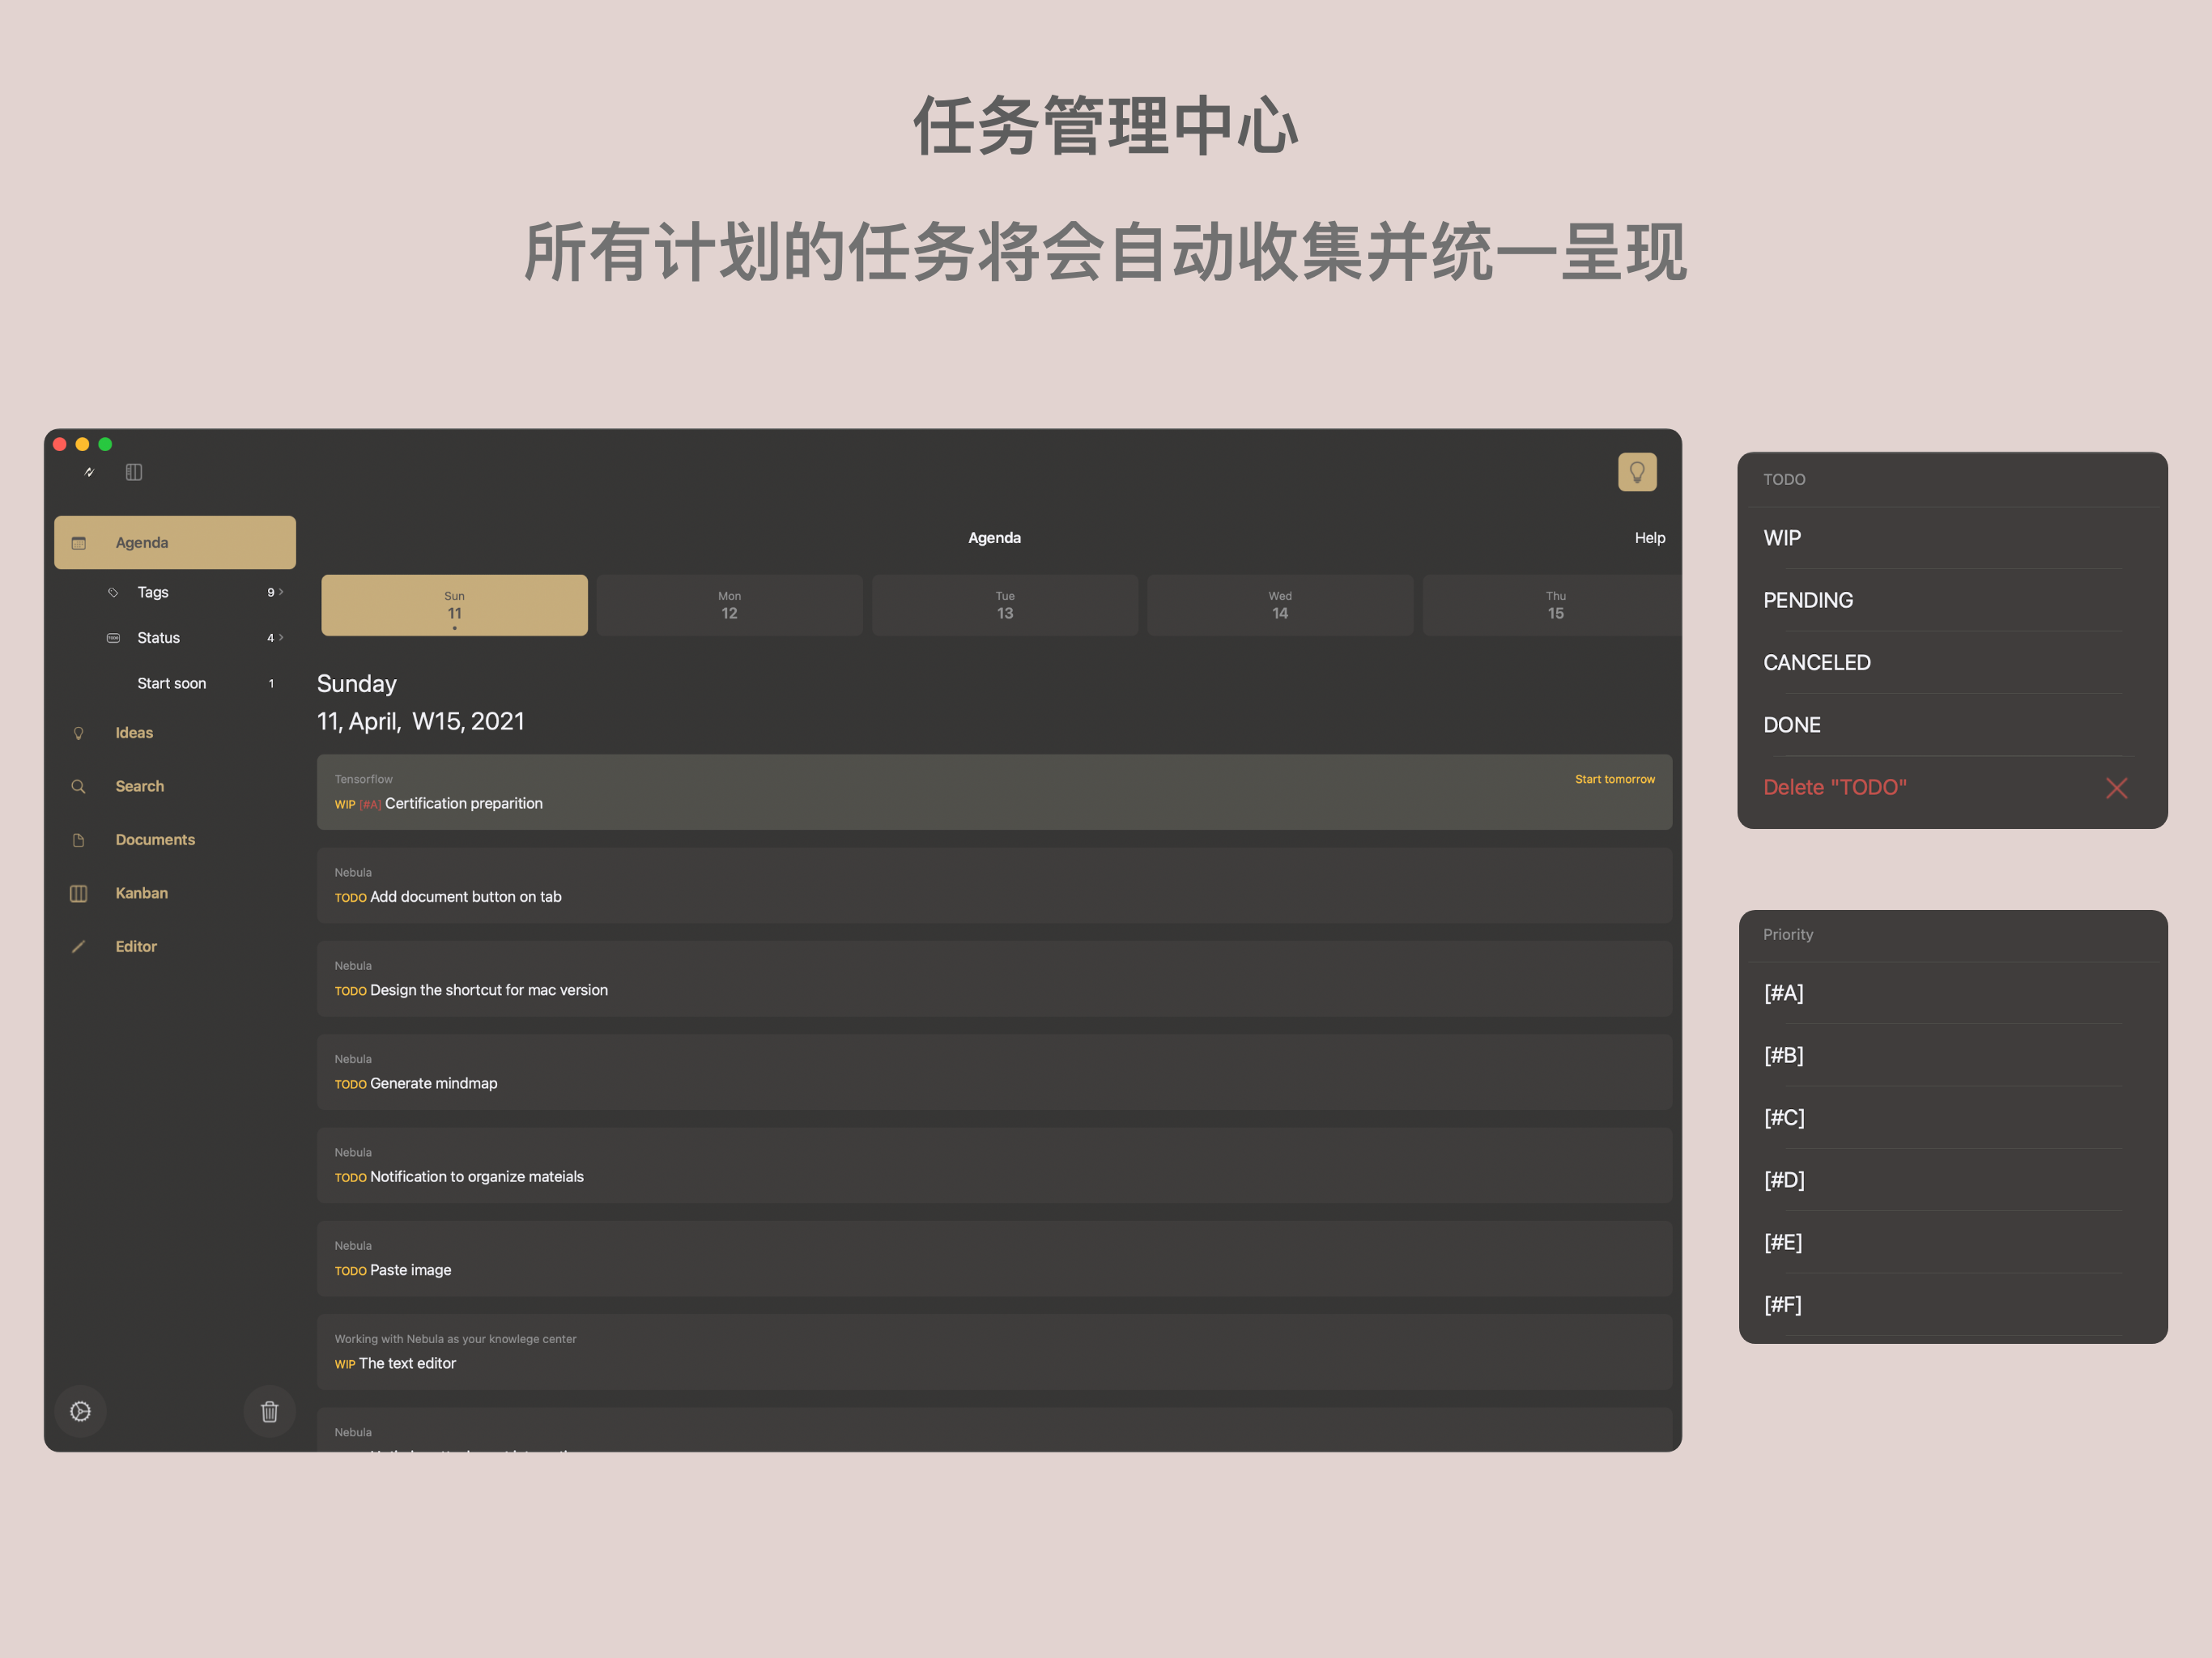 任务管理中心
所有计划的任务将会自动收集并统一呈现
Agenda
Tags 9
Status 4
Start soon 1
Ideas
Search
Documents
Kanban
Editor
Agenda
Help
Sun
11
Mon
12
Tue
13
Wed
14
Thu
15
Sunday
11, April, W15, 2021
Tensorflow
Start tomorrow
WIP [#A] Certification preparition
Nebula
TODO Add document button on tab
Nebula
TODO Design the shortcut for mac version
Nebula
TODO Generate mindmap
Nebula
TODO Notification to organize mateials
Nebula
TODO Paste image
Working with Nebula as your knowlege center
WIP The text editor
Nebula
TODO
WIP
PENDING
CANCELED
DONE
Delete "TODO"
Priority
[#A]
[#B]
[#C]
[#D]
[#E]
[#F]